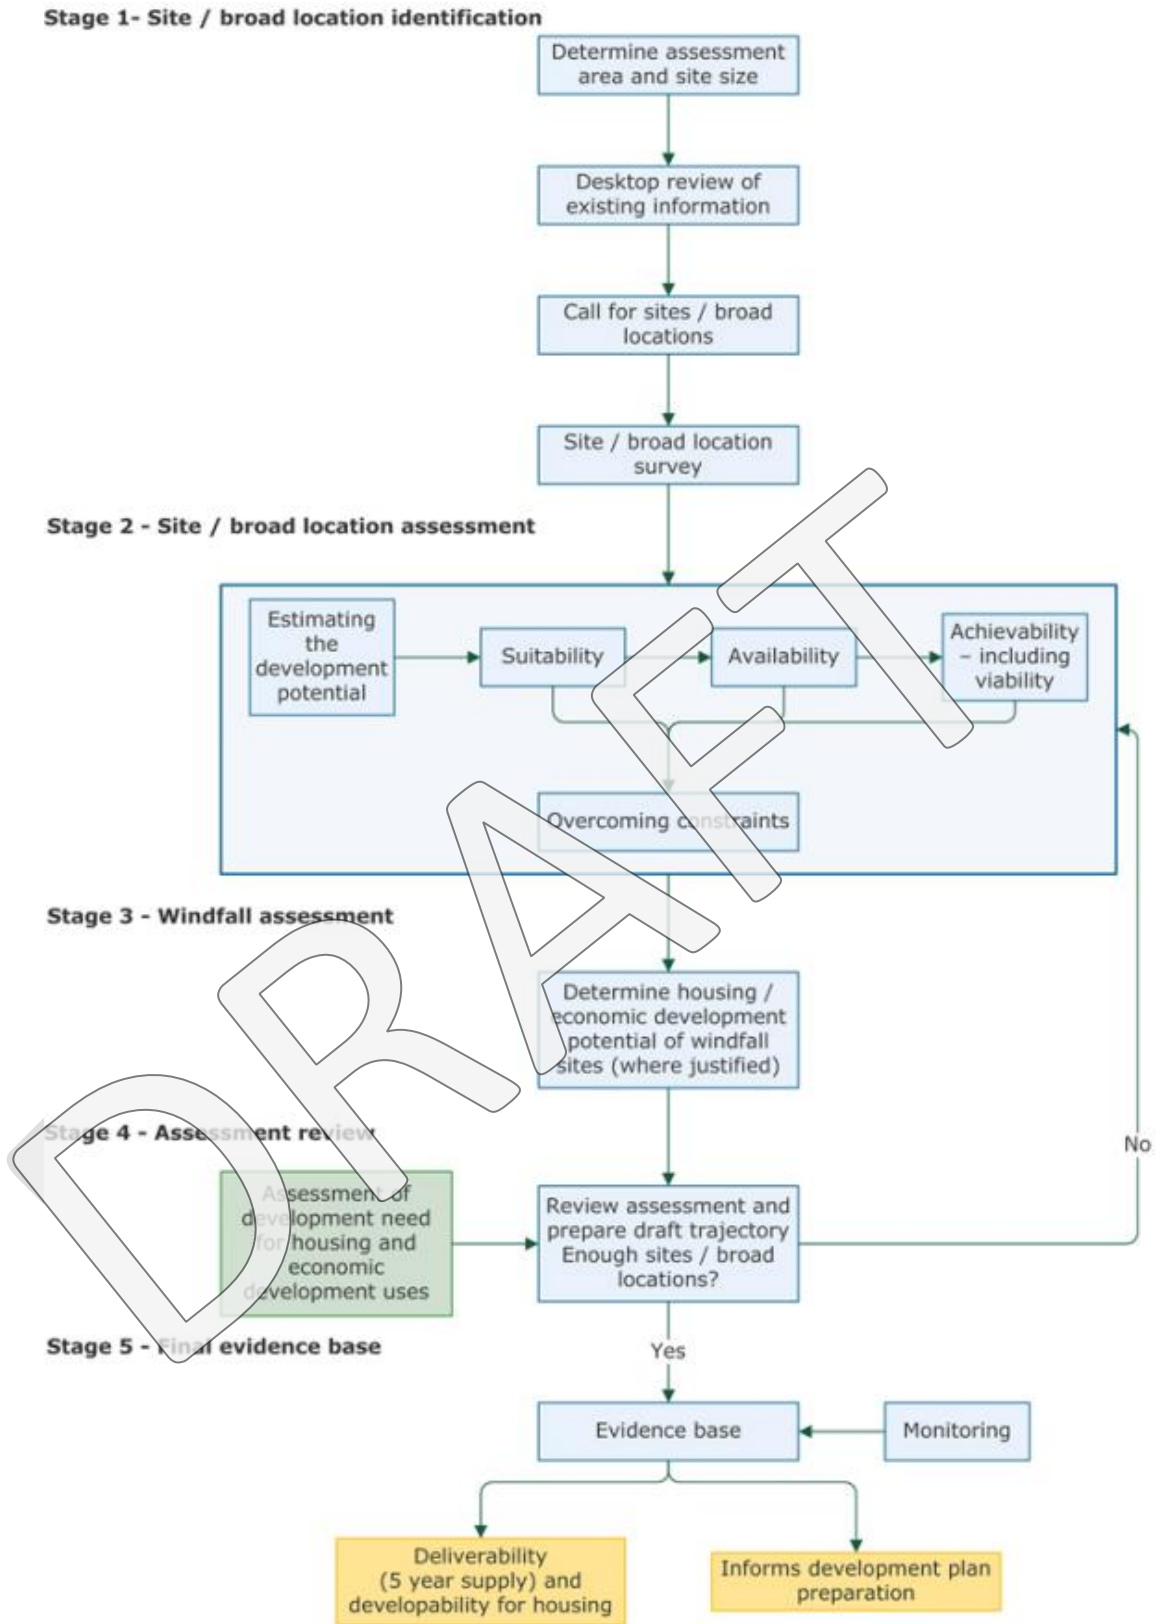 Stage 1- Site / broad location identification
Determine assessment
area and site size
Desktop review of
existing information
Call for sites / broad
locations
Site / broad location
survey
Stage 2 - Site / broad location assessment
Estimating
the
development
potential
Suitability
Availability
Achievability
– including
viability
Overcoming constraints
Stage 3 - Windfall assessment
Determine housing /
economic development
potential of windfall
sites (where justified)
Stage 4 - Assessment review
Assessment of
development need
for housing and
economic
development uses
Review assessment and
prepare draft trajectory
Enough sites / broad
locations?
No
Stage 5 - Final evidence base
Yes
Evidence base
Monitoring
Deliverability
(5 year supply) and
developability for housing
Informs development plan
preparation
DRAFT